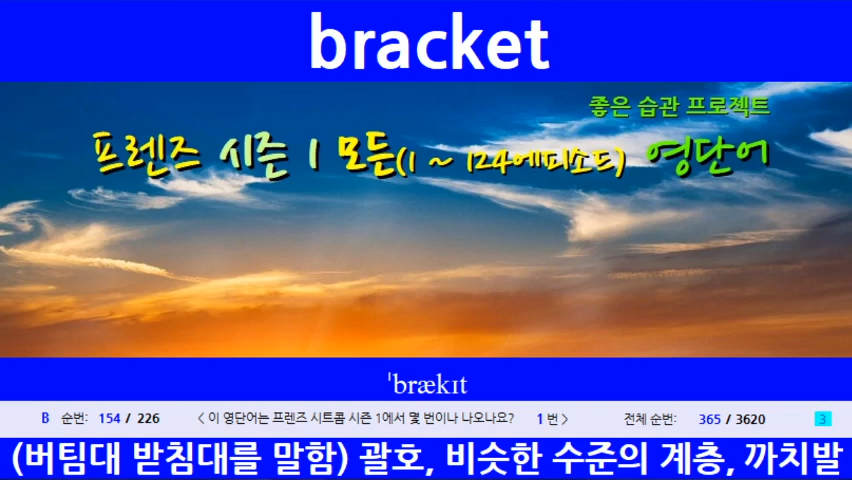 bracket
좋은 습관 프로젝트
프렌즈 시즌 1 모든(1 ~ 124에피소드) 영단어
ˈbrækɪt
B 순번: 154 / 226 < 이 영단어는 프렌즈 시트콤 시즌 1에서 몇 번이나 나오나요? 1 번 > 전체 순번: 365 / 3620 3
(버팀대 받침대를 말함) 괄호, 비슷한 수준의 계층, 까치발